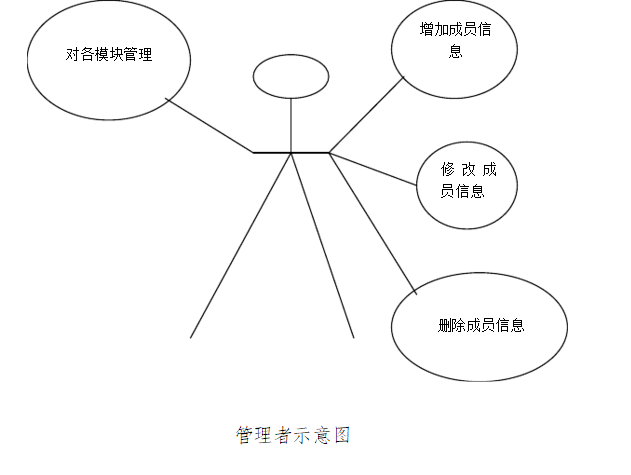 对各模块管理
增加成员信
息
修改成
员信息
删除成员信息
管理者示意图